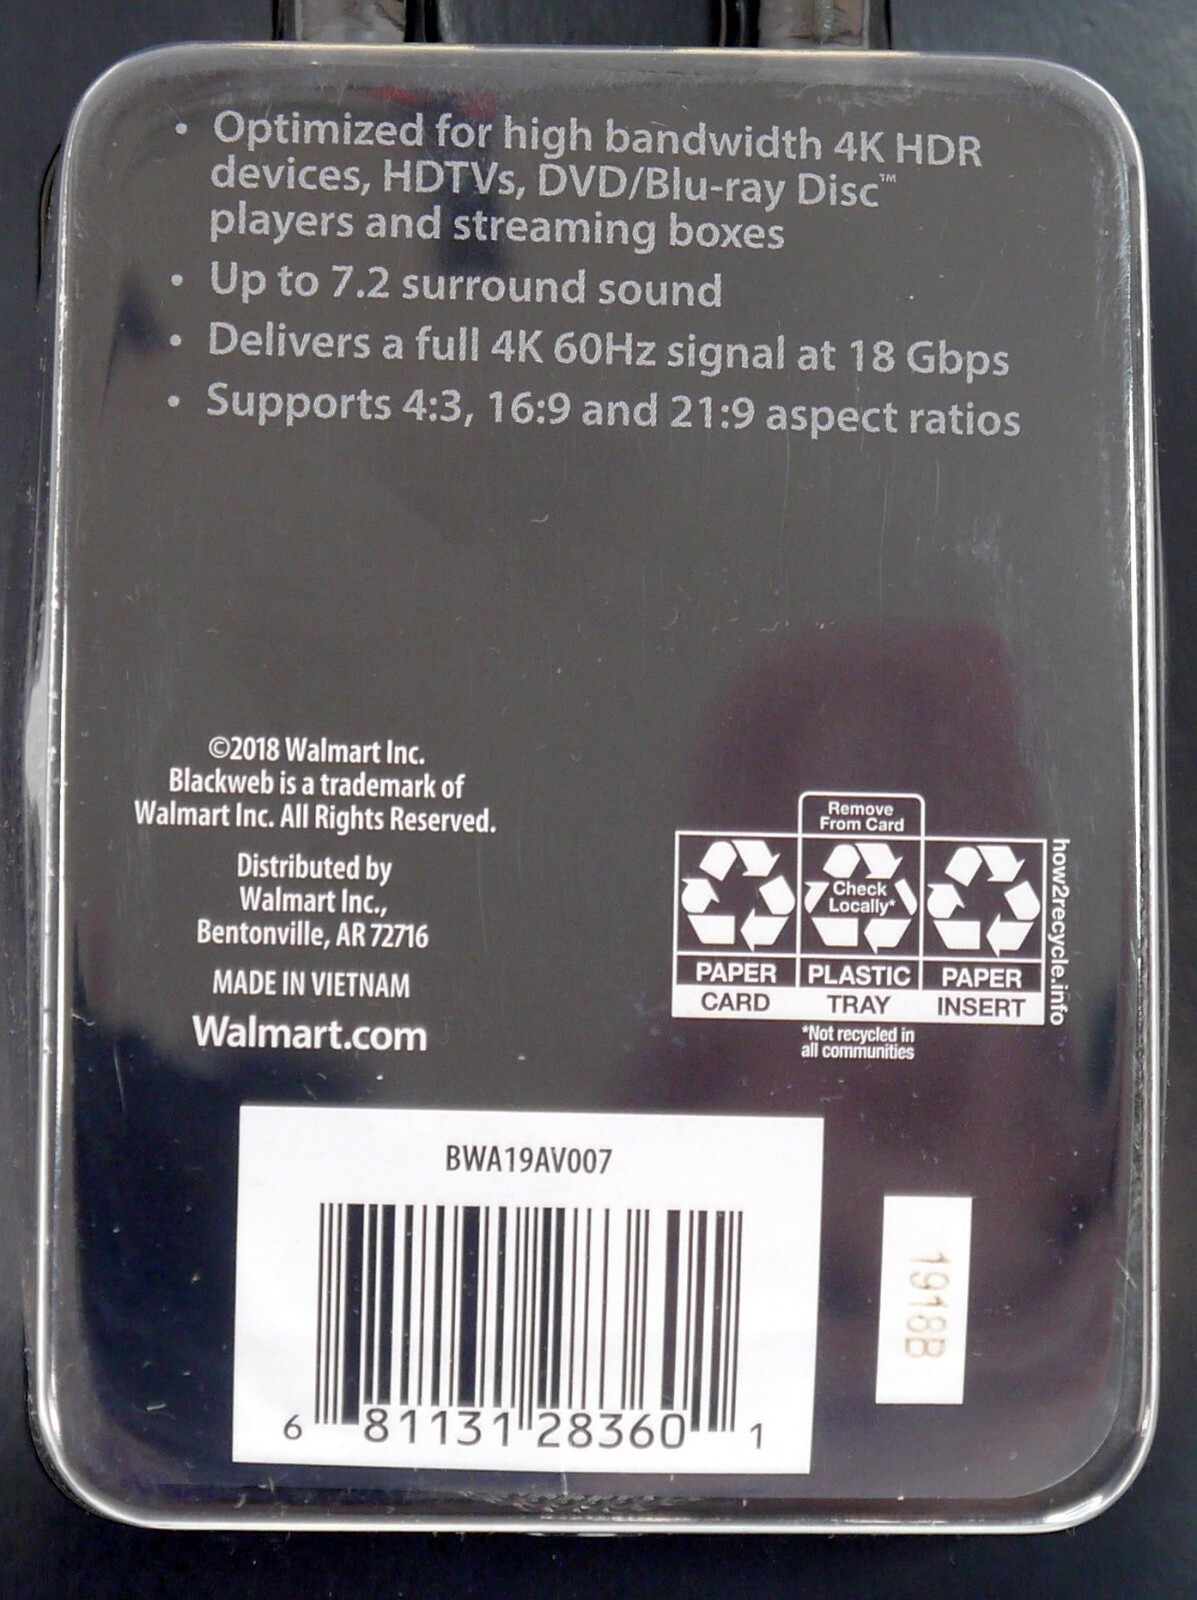 • Optimized for high bandwidth 4K HDR
devices, HDTVs, DVD/Blu-ray Disc™
players and streaming boxes
• Up to 7.2 surround sound
• Delivers a full 4K 60Hz signal at 18 Gbps
• Supports 4:3, 16:9 and 21:9 aspect ratios
©2018 Walmart Inc.
Blackweb is a trademark of
Walmart Inc. All Rights Reserved.
Distributed by
Walmart Inc.,
Bentonville, AR 72716
MADE IN VIETNAM
Walmart.com
Remove
From Card
Check
Locally*
PAPER PLASTIC PAPER
CARD TRAY INSERT
*Not recycled in
all communities
how2recycle.info
BWA19AV007
6 81131 28360 1
1918B